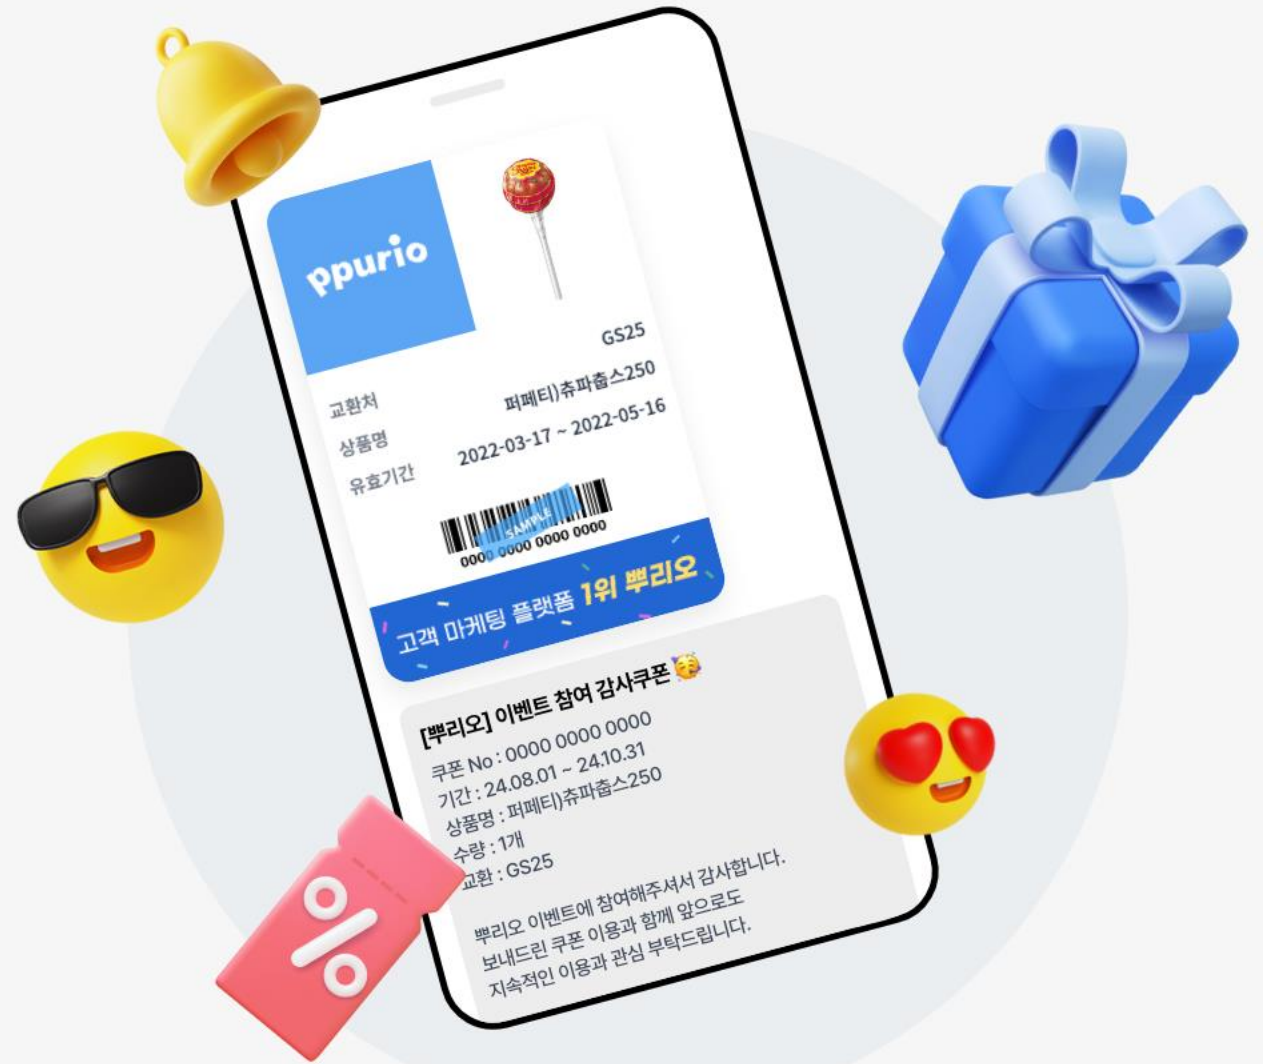 ppurio
교환처 GS25
상품명 퍼페티)츄파춥스250
유효기간 2022-03-17 ~ 2022-05-16
SAMPLE
0000 0000 0000 0000
고객 마케팅 플랫폼 1위 뿌리오
[뿌리오] 이벤트 참여 감사쿠폰 🥳
쿠폰 No : 0000 0000 0000
기간 : 24.08.01 ~ 24.10.31
상품명 : 퍼페티)츄파춥스250
수량 : 1개
교환 : GS25
뿌리오 이벤트에 참여해주셔서 감사합니다.
보내드린 쿠폰 이용과 함께 앞으로도
지속적인 이용과 관심 부탁드립니다.
%